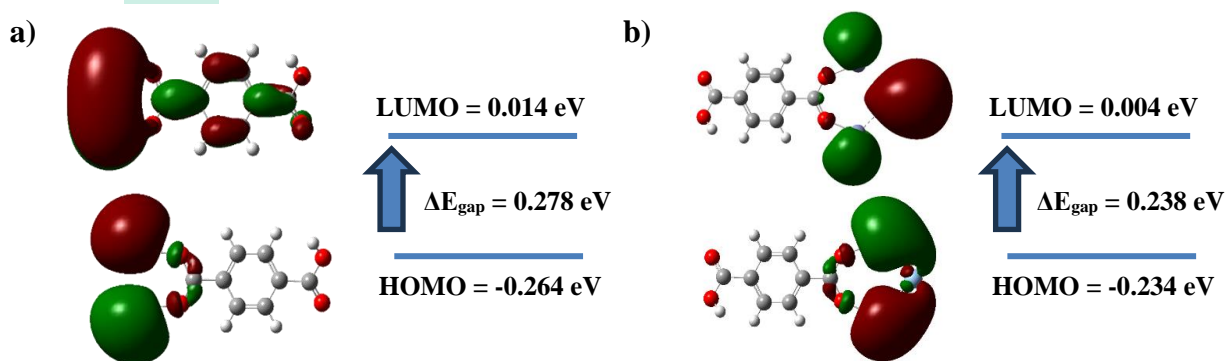 a)
LUMO = 0.014 eV
ΔEgap = 0.278 eV
HOMO = -0.264 eV
b)
LUMO = 0.004 eV
ΔEgap = 0.238 eV
HOMO = -0.234 eV